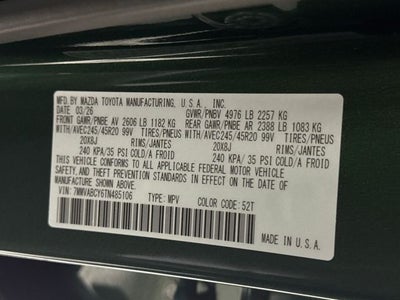 MFD. BY MAZDA TOYOTA MANUFACTURING, U.S.A., INC.
DATE: 03/26 GVWR/PNBV 4976 LB 2257 KG
FRONT GAWR/PNBE AV 2606 LB 1182 KG REAR GAWR/PNBE AR 2388 LB 1083 KG
WITH/AVEC245/45R20 99V TIRES/PNEUS WITH/AVEC245/45R20 99V TIRES/PNEUS
20X8J RIMS/JANTES 20X8J RIMS/JANTES
240 KPA/ 35 PSI COLD/A FROID 240 KPA/ 35 PSI COLD/A FROID
THIS VEHICLE CONFORMS TO ALL APPLICABLE FEDERAL MOTOR VEHICLE
SAFETY, BUMPER, AND THEFT PREVENTION STANDARDS IN EFFECT ON THE
DATE OF MANUFACTURE SHOWN ABOVE.
VIN: 7MMVABCY6TN485106 TYPE: MPV COLOR CODE: 52T
MADE IN U.S.A.